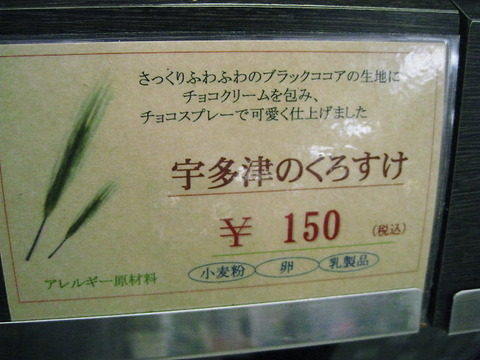 さっくりふわふわのブラックココアの生地に
チョコクリームを包み、
チョコスプレーで可愛く仕上げました
宇多津のくろすけ
¥ 150 (税込)
アレルギー原材料 小麦粉 卵 乳製品